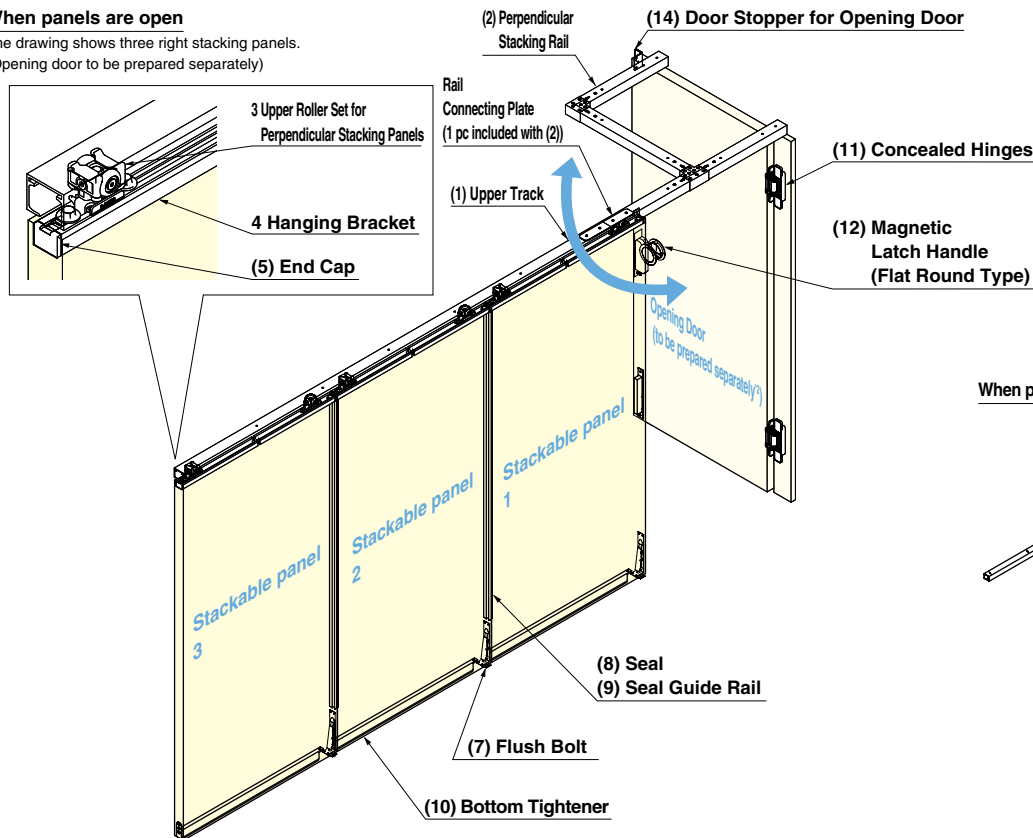 When panels are open
he drawing shows three right stacking panels.
Opening door to be prepared separately)
3 Upper Roller Set for
Perpendicular Stacking Panels
4 Hanging Bracket
(5) End Cap
(2) Perpendicular
Stacking Rail
Rail
Connecting Plate
(1 pc included with (2))
(1) Upper Track
(14) Door Stopper for Opening Door
(11) Concealed Hinges
(12) Magnetic
Latch Handle
(Flat Round Type)
Opening Door
(to be prepared separately*²)
When p
Stackable panel
1
Stackable panel
2
Stackable panel
3
(8) Seal
(9) Seal Guide Rail
(7) Flush Bolt
(10) Bottom Tightener